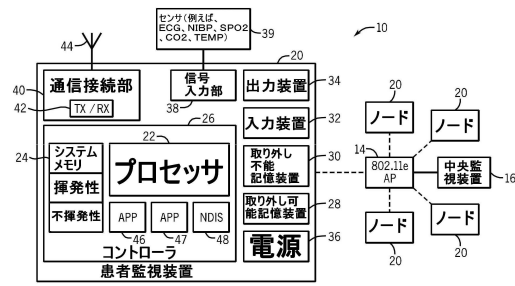 センサ(例えば、
ECG、NIBP、SPO2、
CO2、TEMP)
39
10
44
20
通信接続部
40
42
TX/RX
信号
入力部
38
出力装置
34
26
入力装置
32
22
24
システム
メモリ
揮発性
不揮発性
プロセッサ
取り外し
不能
記憶装置
30
取り外し可
能記憶装置
28
APP
46
APP
47
NDIS
48
コントローラ
電源
36
患者監視装置
20
ノード
20
ノード
14
802.11e
AP
中央監
視装置
16
ノード
20
ノード
20